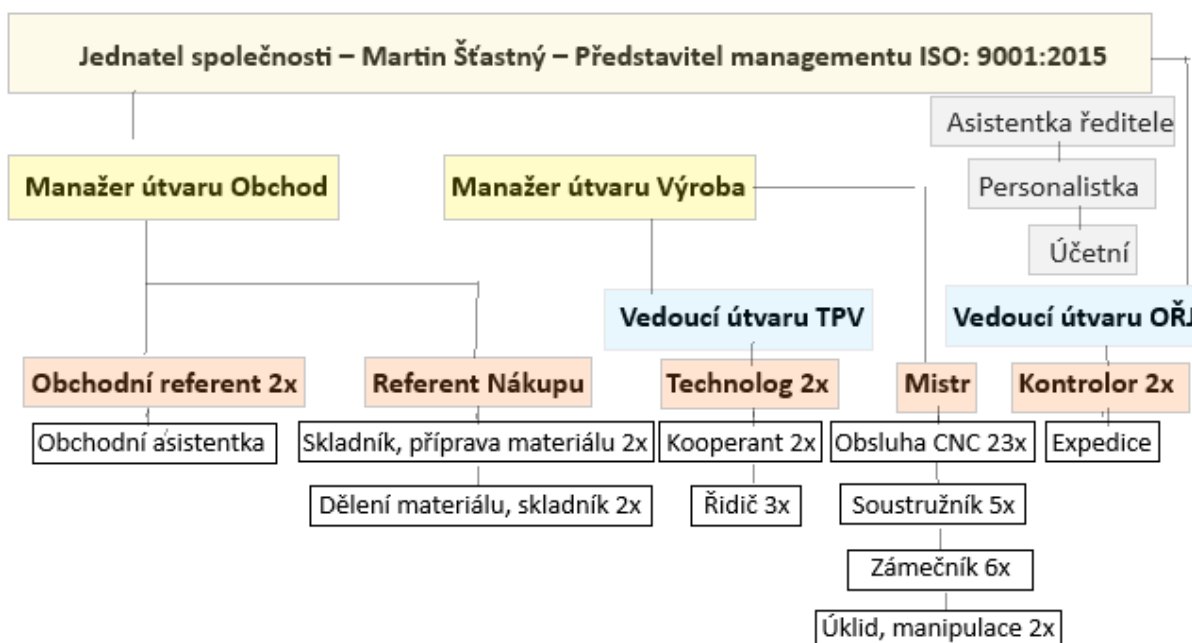 Jednatel společnosti – Martin Šťastný – Představitel managementu ISO: 9001:2015
Asistentka ředitele
Manažer útvaru Obchod
Manažer útvaru Výroba
Personalistka
Účetní
Vedoucí útvaru TPV
Vedoucí útvaru OŘJ
Obchodní referent 2x
Referent Nákupu
Technolog 2x
Mistr
Kontrolor 2x
Obchodní asistentka
Skladník, příprava materiálu 2x
Kooperant 2x
Obsluha CNC 23x
Expedice
Dělení materiálu, skladník 2x
Řidič 3x
Soustružník 5x
Zámečník 6x
Úklid, manipulace 2x